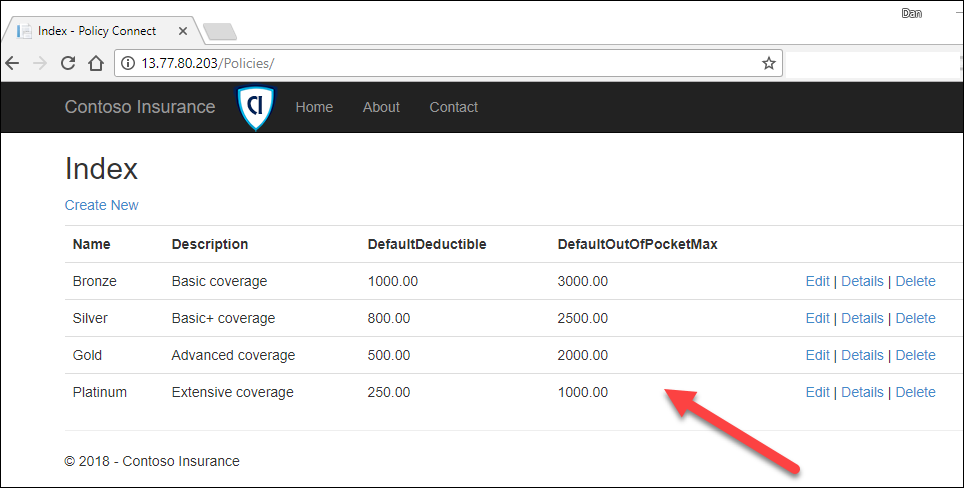 Dan
Index - Policy Connect
13.77.80.203/Policies/
Contoso Insurance CI Home About Contact
Index
Create New
Name Description DefaultDeductible DefaultOutOfPocketMax
Bronze Basic coverage 1000.00 3000.00 Edit | Details | Delete
Silver Basic+ coverage 800.00 2500.00 Edit | Details | Delete
Gold Advanced coverage 500.00 2000.00 Edit | Details | Delete
Platinum Extensive coverage 250.00 1000.00 Edit | Details | Delete
© 2018 - Contoso Insurance